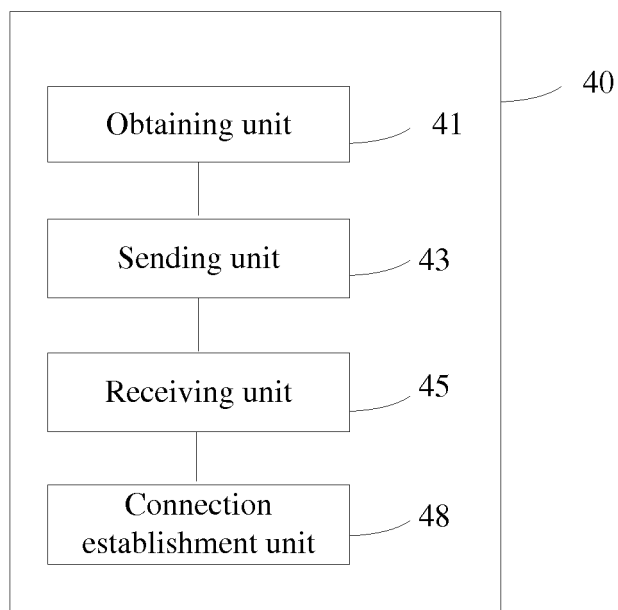 40
Obtaining unit
41
Sending unit
43
Receiving unit
45
Connection
establishment unit
48